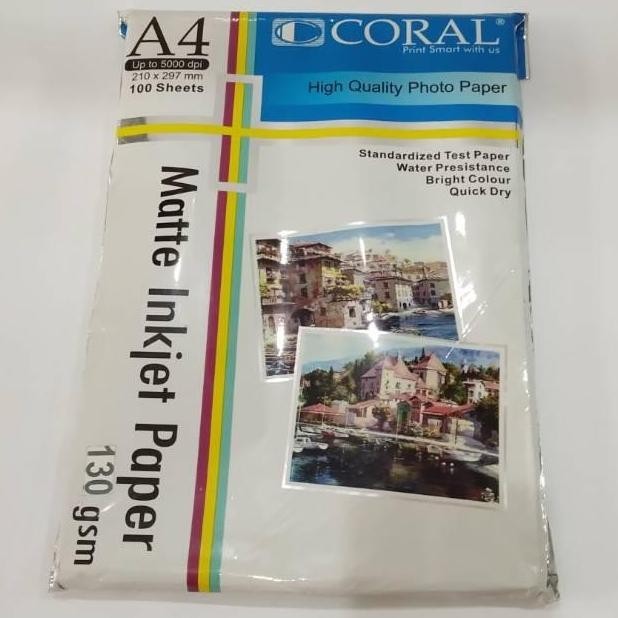 A4
Up to 5000 dpi
210 x 297 mm
100 Sheets
CORAL®
Print Smart with us
High Quality Photo Paper
Standardized Test Paper
Water Presistance
Bright Colour
Quick Dry
Matte Inkjet Paper
130 gsm